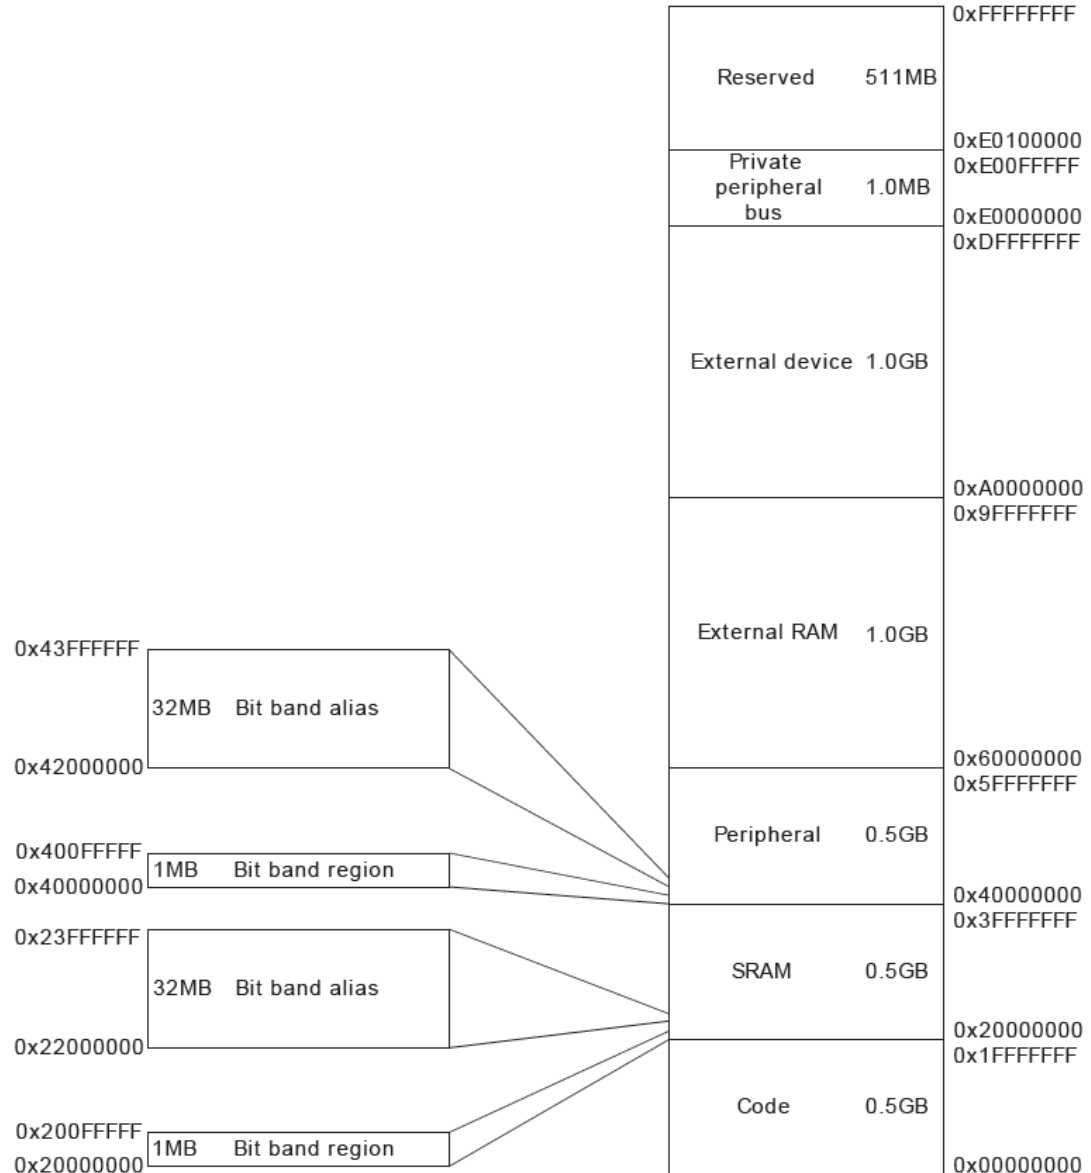 0xFFFFFFFF
Reserved 511MB
0xE0100000
Private
peripheral
bus
1.0MB
0xE00FFFFF
0xE0000000
0xDFFFFFFF
External device 1.0GB
0xA0000000
0x9FFFFFFF
External RAM 1.0GB
0x60000000
0x5FFFFFFF
Peripheral 0.5GB
0x40000000
0x3FFFFFFF
SRAM 0.5GB
0x20000000
0x1FFFFFFF
Code 0.5GB
0x00000000
0x43FFFFFF
32MB Bit band alias
0x42000000
0x400FFFFF
1MB Bit band region
0x40000000
0x23FFFFFF
32MB Bit band alias
0x22000000
0x200FFFFF
1MB Bit band region
0x20000000